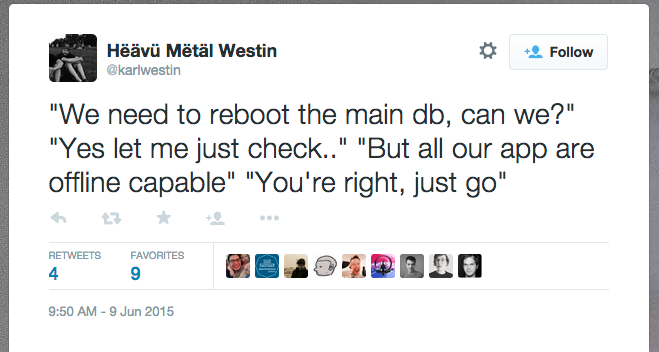 Hëävü Mëtäl Westin
@karlwestin
Follow
"We need to reboot the main db, can we?"
"Yes let me just check.." "But all our app are
offline capable" "You're right, just go"
RETWEETS
4
FAVORITES
9
9:50 AM - 9 Jun 2015